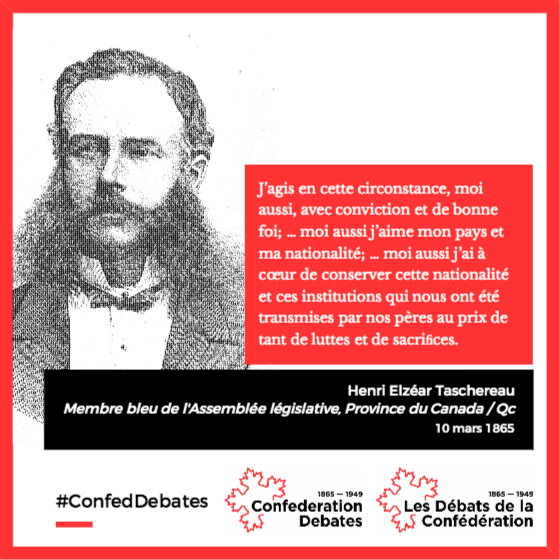 J'agis en cette circonstance, moi
aussi, avec conviction et de bonne
foi; ... moi aussi j'aime mon pays et
ma nationalité; ... moi aussi j'ai à
cœur de conserver cette nationalité
et ces institutions qui nous ont été
transmises par nos pères au prix de
tant de luttes et de sacrifices.
Henri Elzéar Taschereau
Membre bleu de l'Assemblée législative, Province du Canada / Qc
10 mars 1865
#ConfedDebates
1865 — 1949
Confederation
Debates
1865 — 1949
Les Débats de la
Confédération